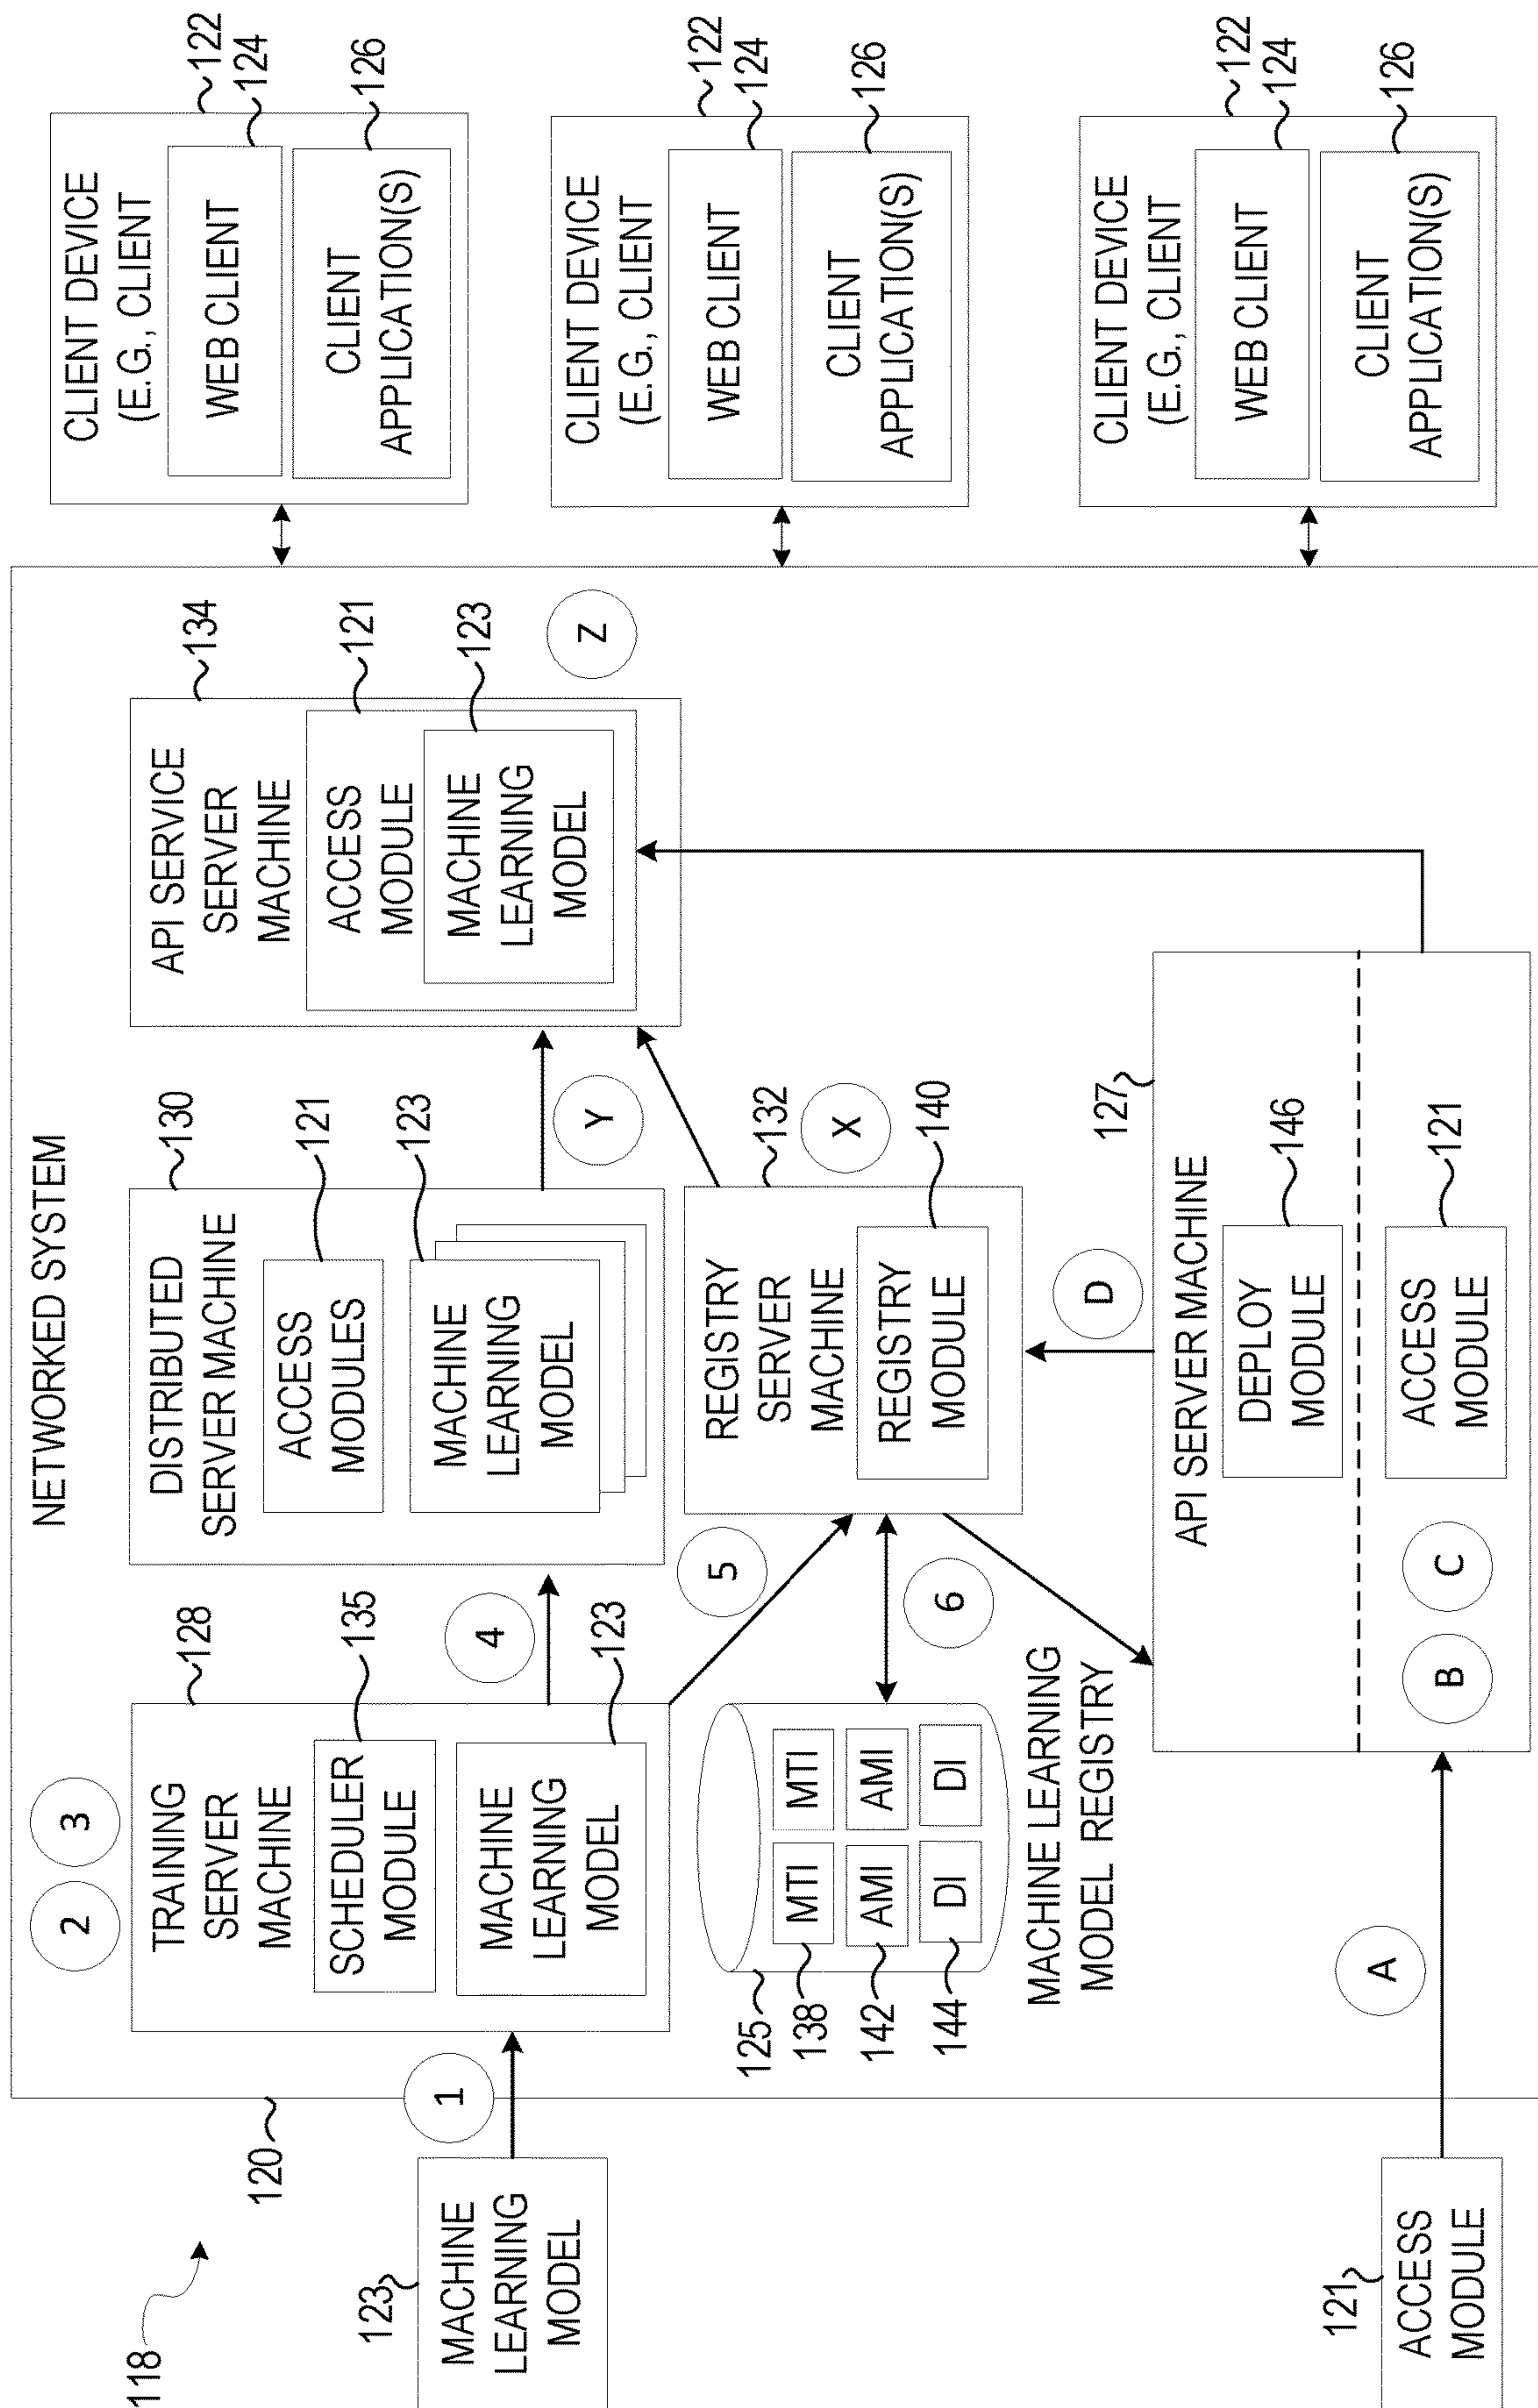 118
120
NETWORKED SYSTEM
123
MACHINE
LEARNING
MODEL
1
2
3
TRAINING
SERVER
MACHINE
128
SCHEDULER
MODULE
135
MACHINE
LEARNING
MODEL
123
4
DISTRIBUTED
SERVER MACHINE
130
ACCESS
MODULES
121
MACHINE
LEARNING
MODEL
123
Y
API SERVICE
SERVER
MACHINE
134
ACCESS
MODULE
121
MACHINE
LEARNING
MODEL
123
Z
5
125
138
142
144
MTI
MTI
AMI
AMI
DI
DI
MACHINE LEARNING
MODEL REGISTRY
6
REGISTRY
SERVER
MACHINE
132
REGISTRY
MODULE
140
X
D
121
ACCESS
MODULE
A
API SERVER MACHINE
127
DEPLOY
MODULE
146
B
C
ACCESS
MODULE
121
CLIENT DEVICE
(E.G., CLIENT
122
WEB CLIENT
124
CLIENT
APPLICATION(S)
126
CLIENT DEVICE
(E.G., CLIENT
122
WEB CLIENT
124
CLIENT
APPLICATION(S)
126
CLIENT DEVICE
(E.G., CLIENT
122
WEB CLIENT
124
CLIENT
APPLICATION(S)
126